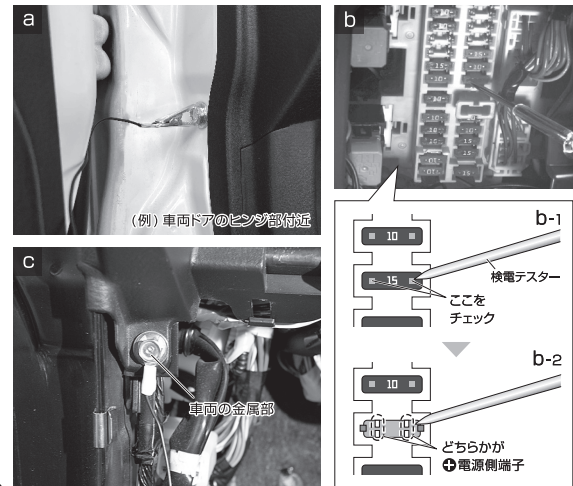 a
(例)車両ドアのヒンジ部付近
b
b-1
10
15
検電テスター
ここを
チェック
b-2
10
どちらかが
⊕電源側端子
c
車両の金属部